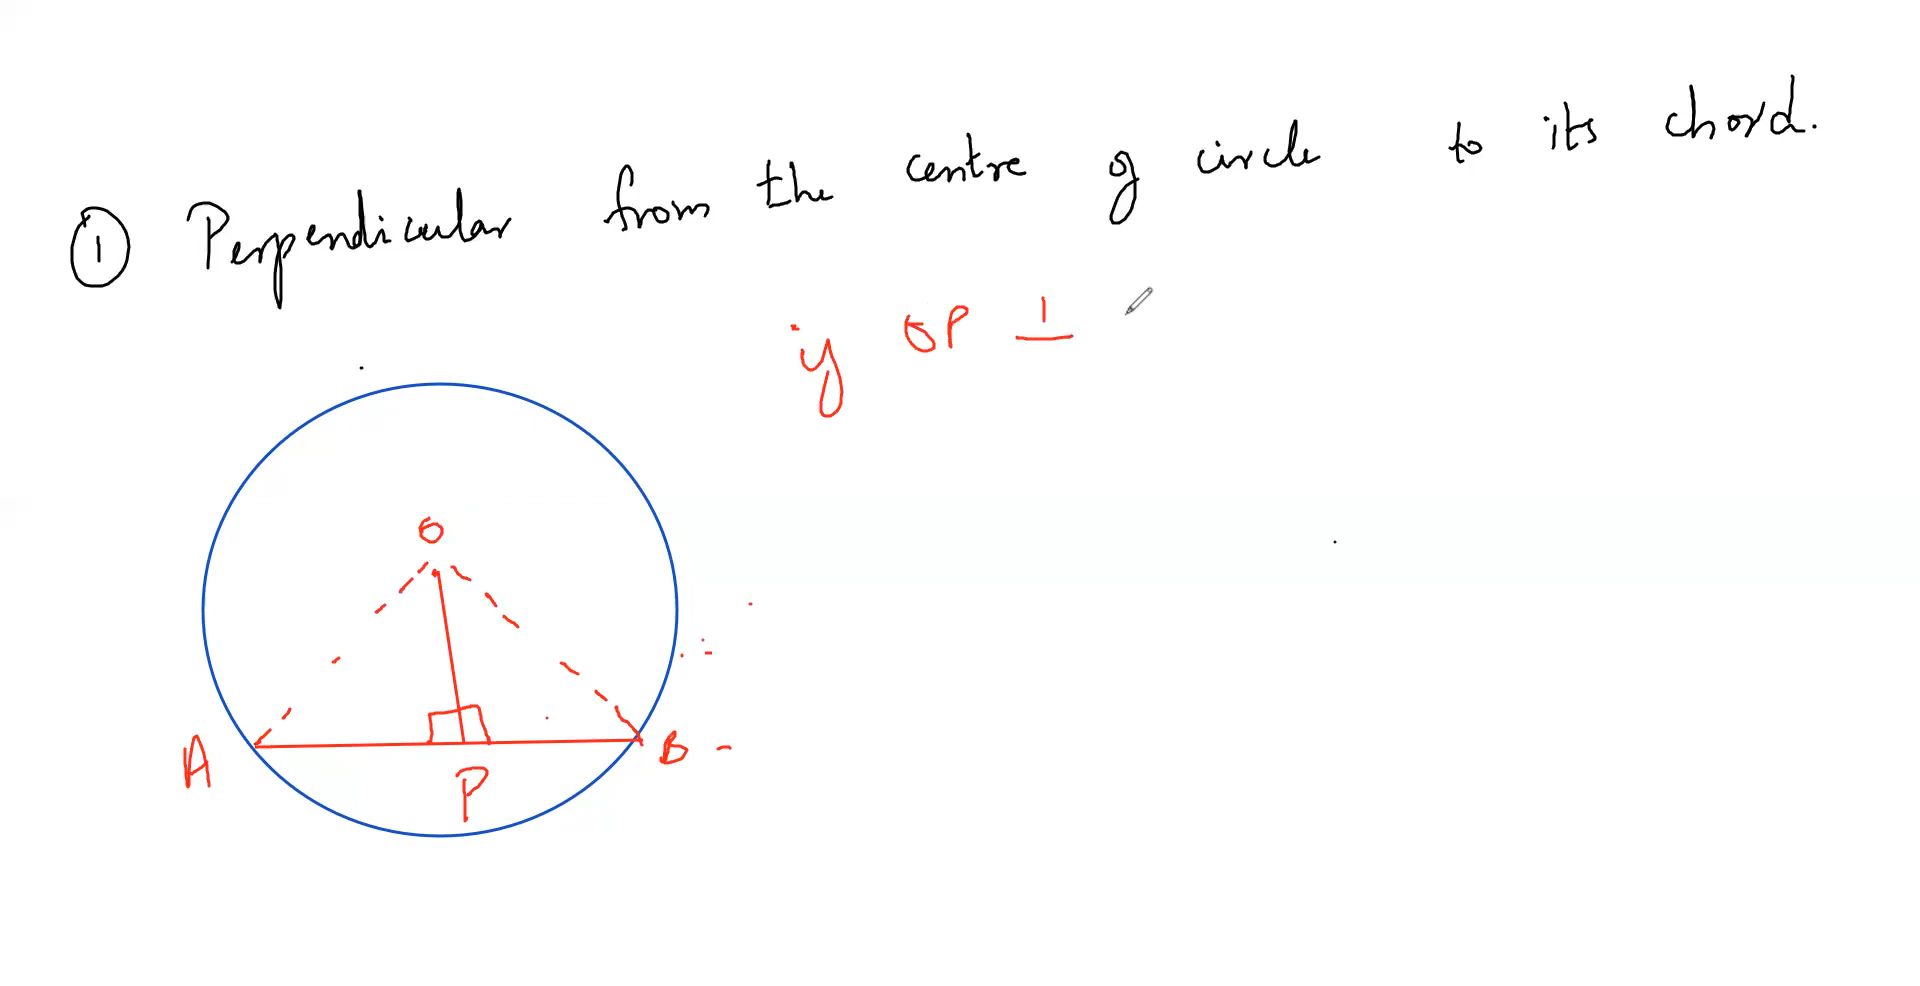 ① Perpendicular from the centre of circle to its chord.
if OP ⊥
O
A
B
P